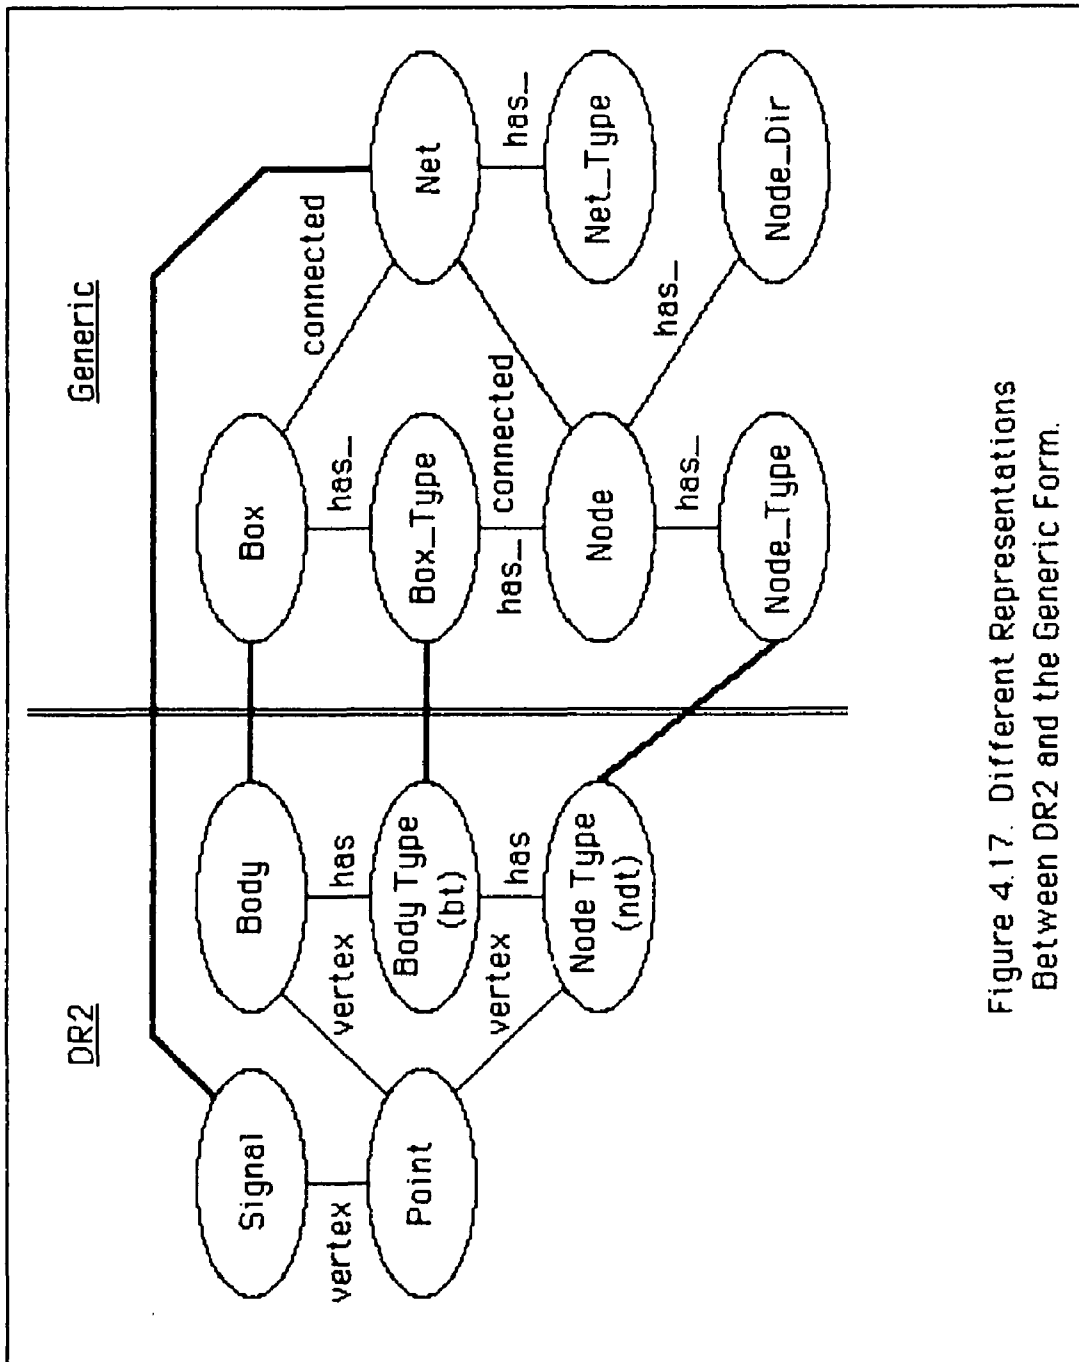 DR2
Generic
Signal
Body
Box
vertex
has
has_
connected
Point
vertex
Body Type
(bt)
Box_Type
Net
vertex
has
has_
connected
has_
Node Type
(ndt)
Node
Net_Type
has_
has_
Node_Type
Node_Dir
Figure 4.17. Different Representations
Between DR2 and the Generic Form.